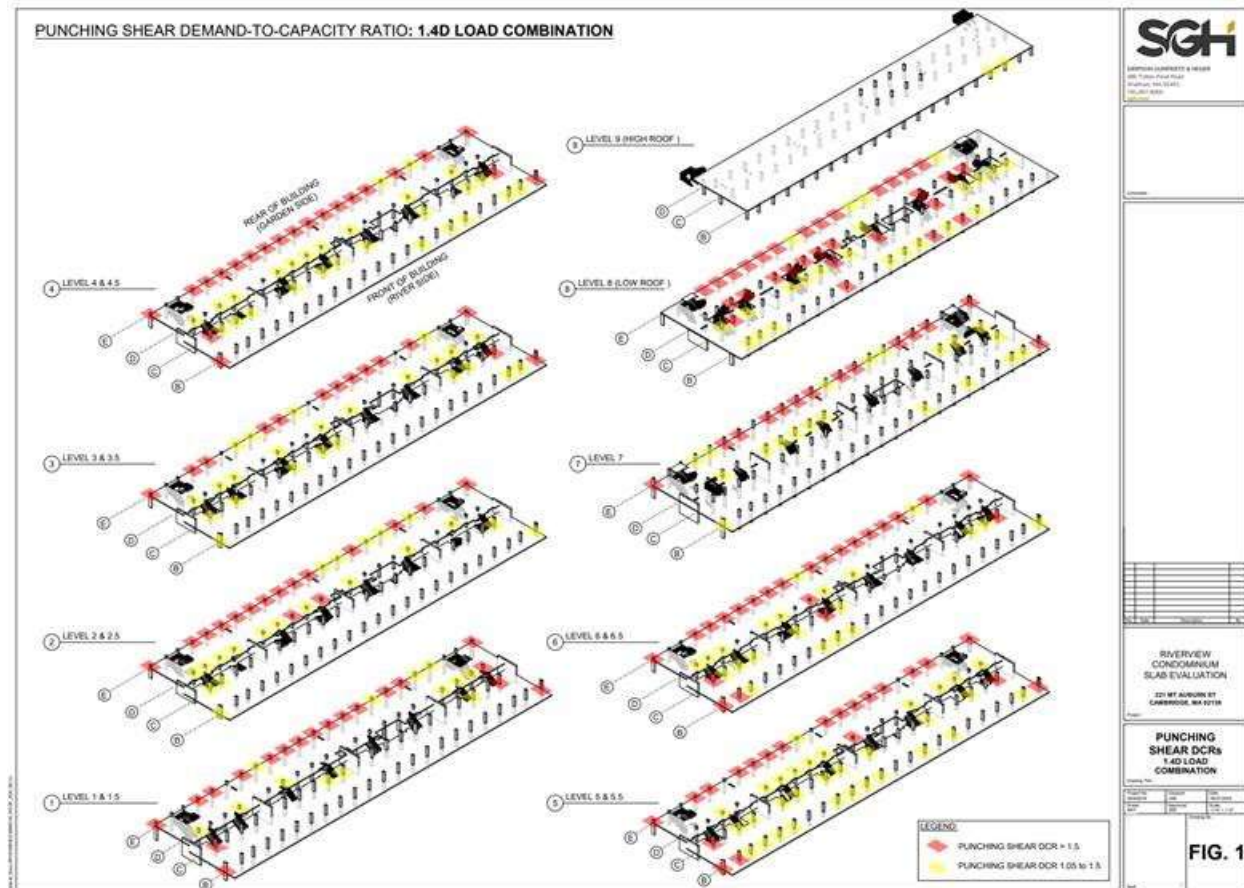 PUNCHING SHEAR DEMAND-TO-CAPACITY RATIO: 1.4D LOAD COMBINATION
SGH
REAR OF BUILDING
(GARDEN SIDE)
FRONT OF BUILDING
(RIVER SIDE)
4 LEVEL 4 & 4.5
E
D
C
B
3 LEVEL 3 & 3.5
E
D
C
B
2 LEVEL 2 & 2.5
E
D
C
B
1 LEVEL 1 & 1.5
E
D
C
B
9 LEVEL 9 (HIGH ROOF )
D
C
B
8 LEVEL 8 (LOW ROOF )
E
D
C
B
7 LEVEL 7
E
D
C
B
6 LEVEL 6 & 6.5
E
D
C
B
5 LEVEL 5 & 5.5
E
D
C
B
LEGEND:
PUNCHING SHEAR DCR > 1.5
PUNCHING SHEAR DCR 1.05 to 1.5
RIVERVIEW
CONDOMINIUM
SLAB EVALUATION
221 MT AUBURN ST
CAMBRIDGE, MA 02138
PUNCHING
SHEAR DCRs
1.4D LOAD
COMBINATION
FIG. 1